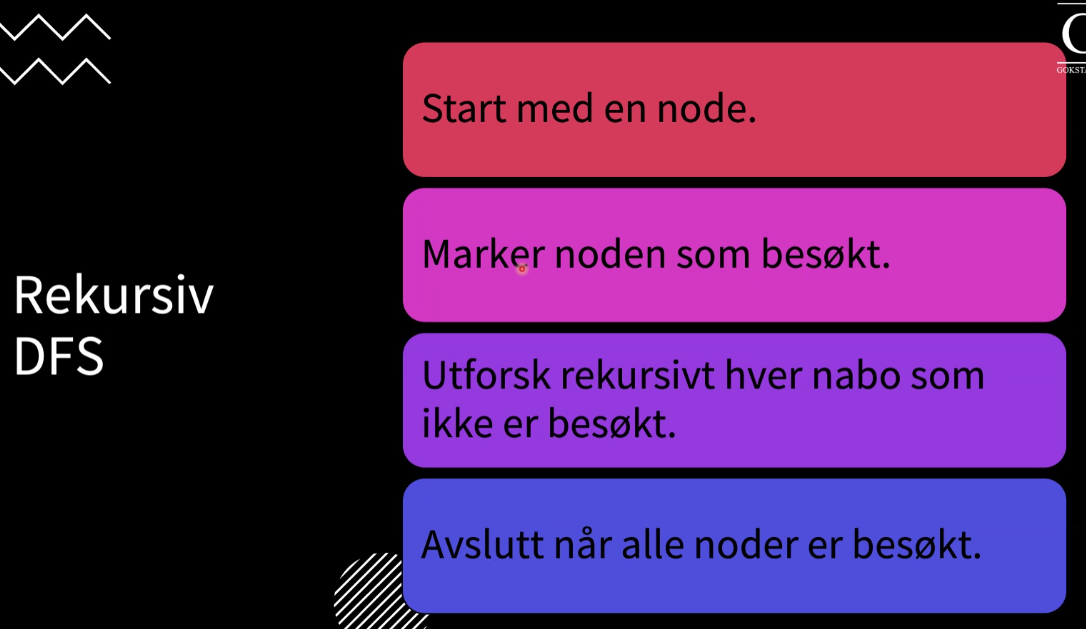 Rekursiv
DFS
Start med en node.
Marker noden som besøkt.
Utforsk rekursivt hver nabo som
ikke er besøkt.
Avslutt når alle noder er besøkt.